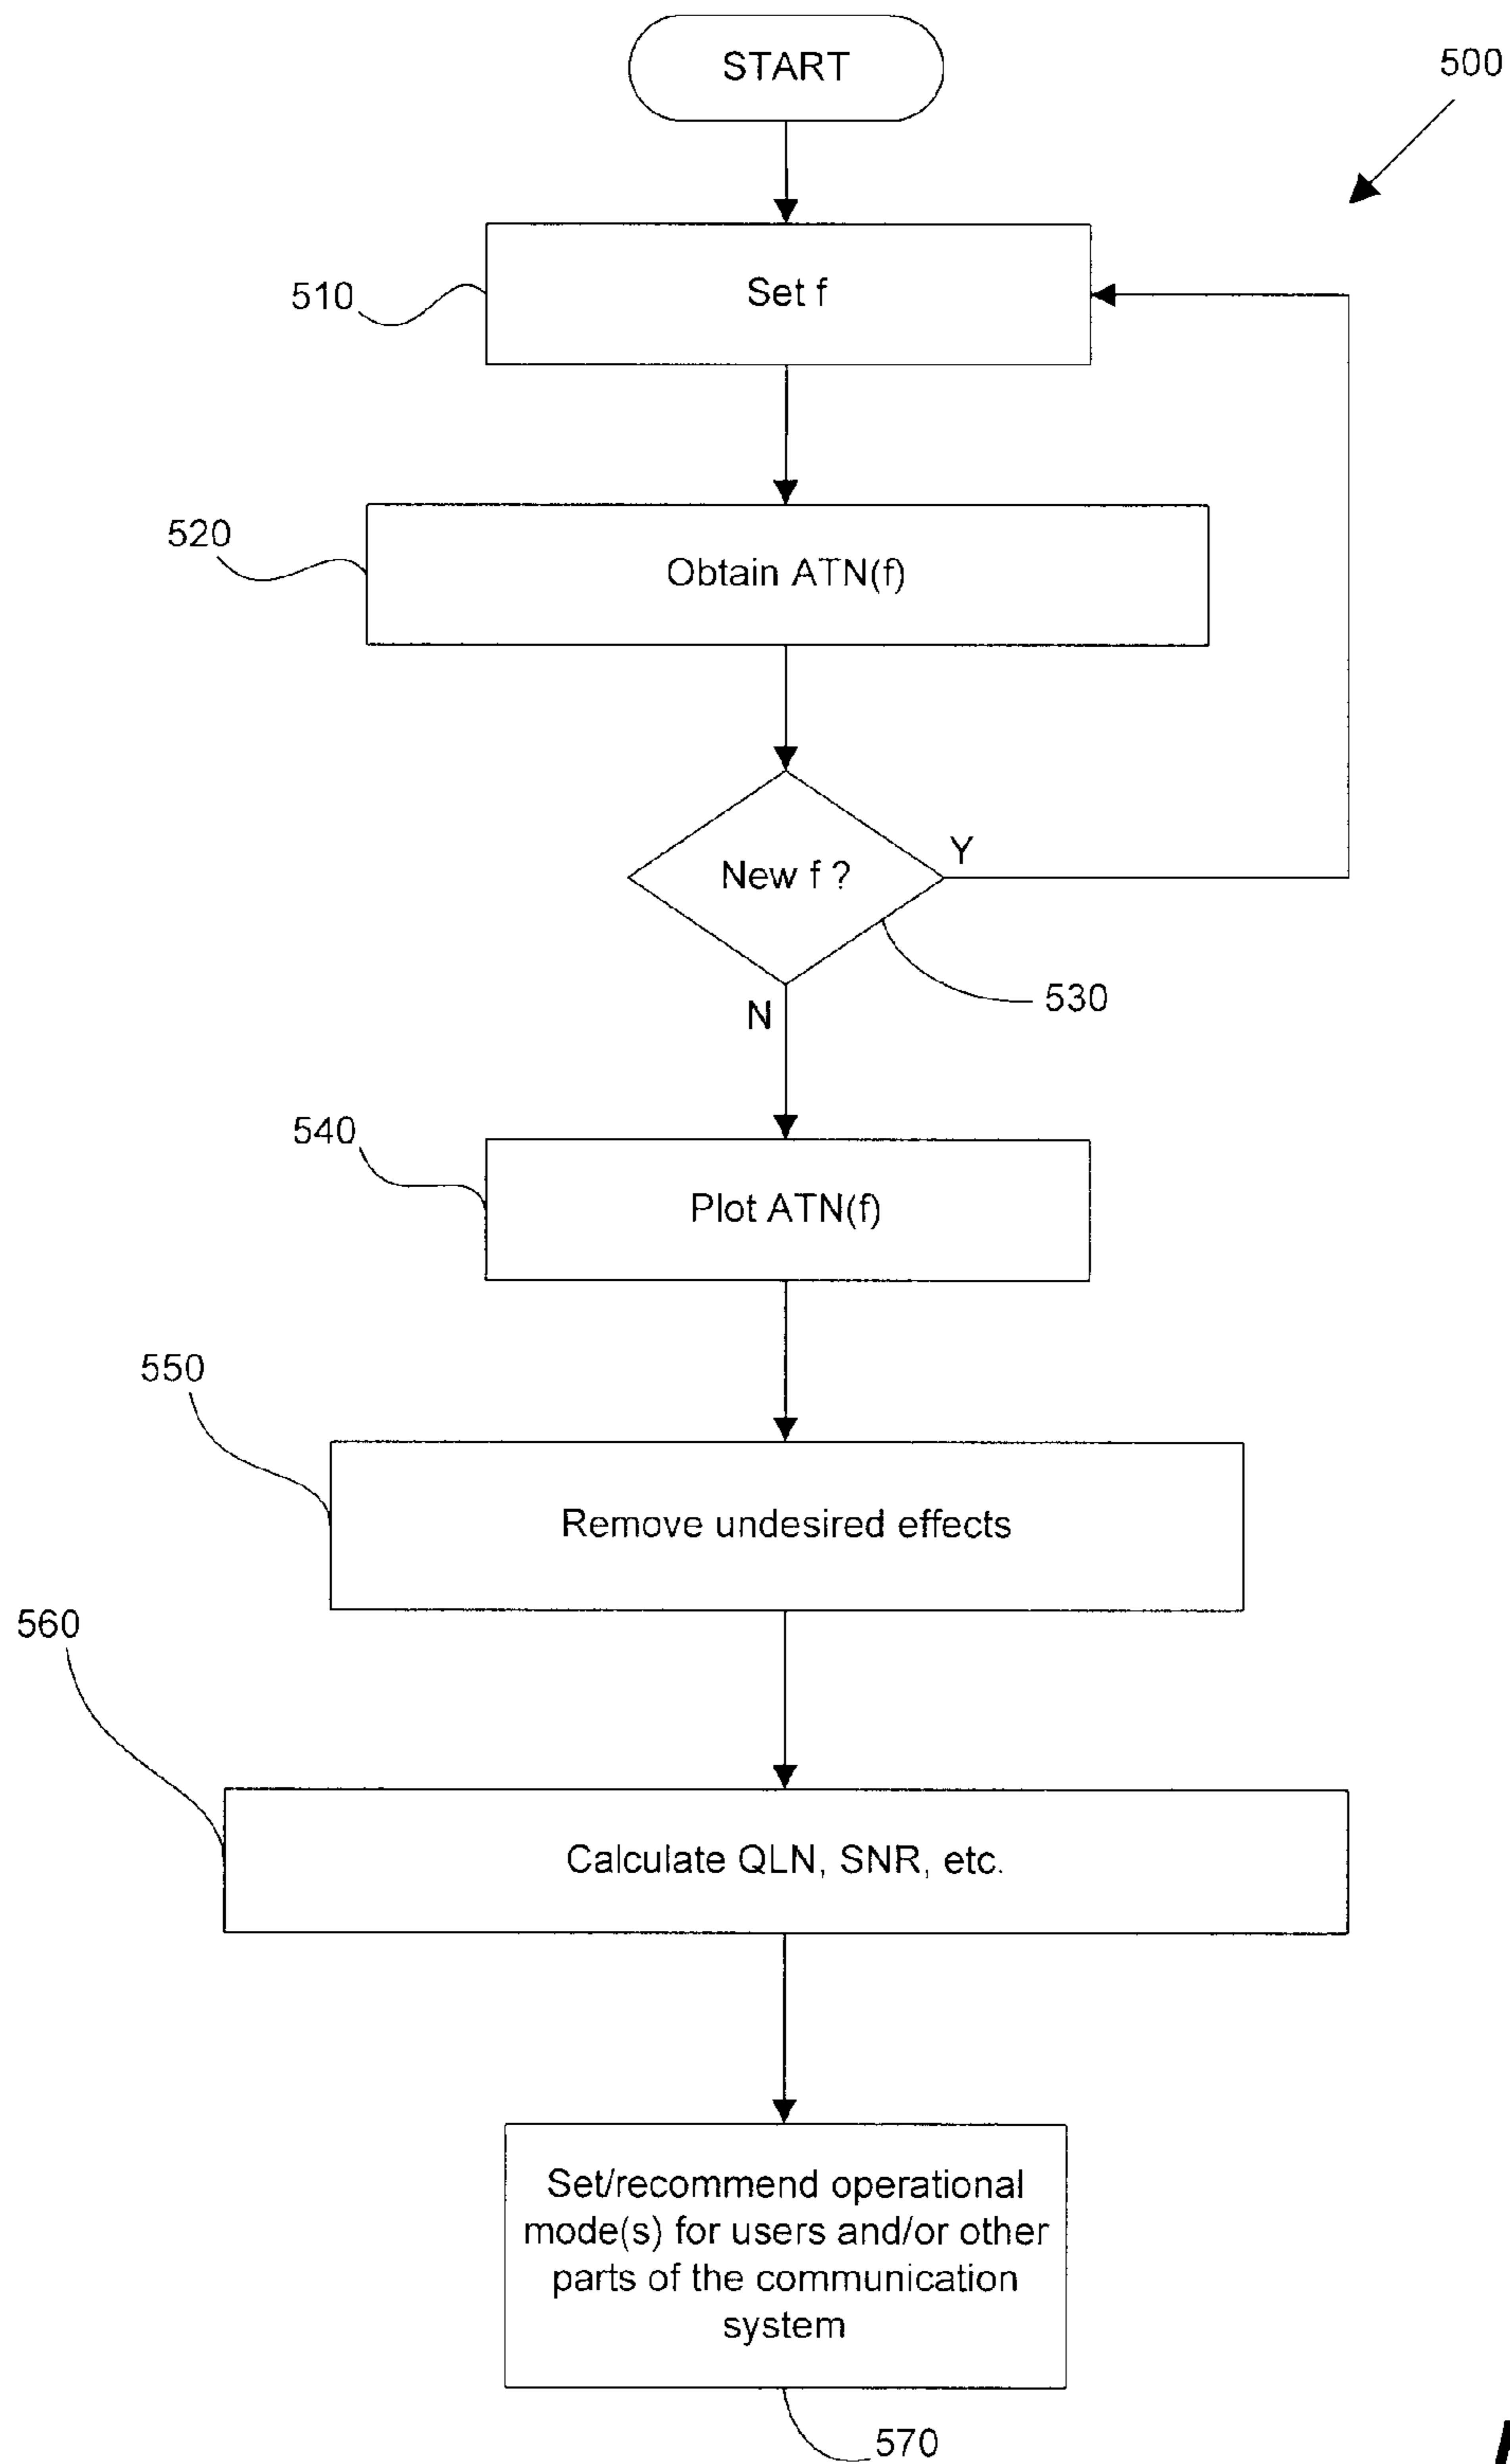 START
500
510
Set f
520
Obtain ATN(f)
New f ?
Y
530
N
540
Plot ATN(f)
550
Remove undesired effects
560
Calculate QLN, SNR, etc.
Set/recommend operational
mode(s) for users and/or other
parts of the communication
system
570